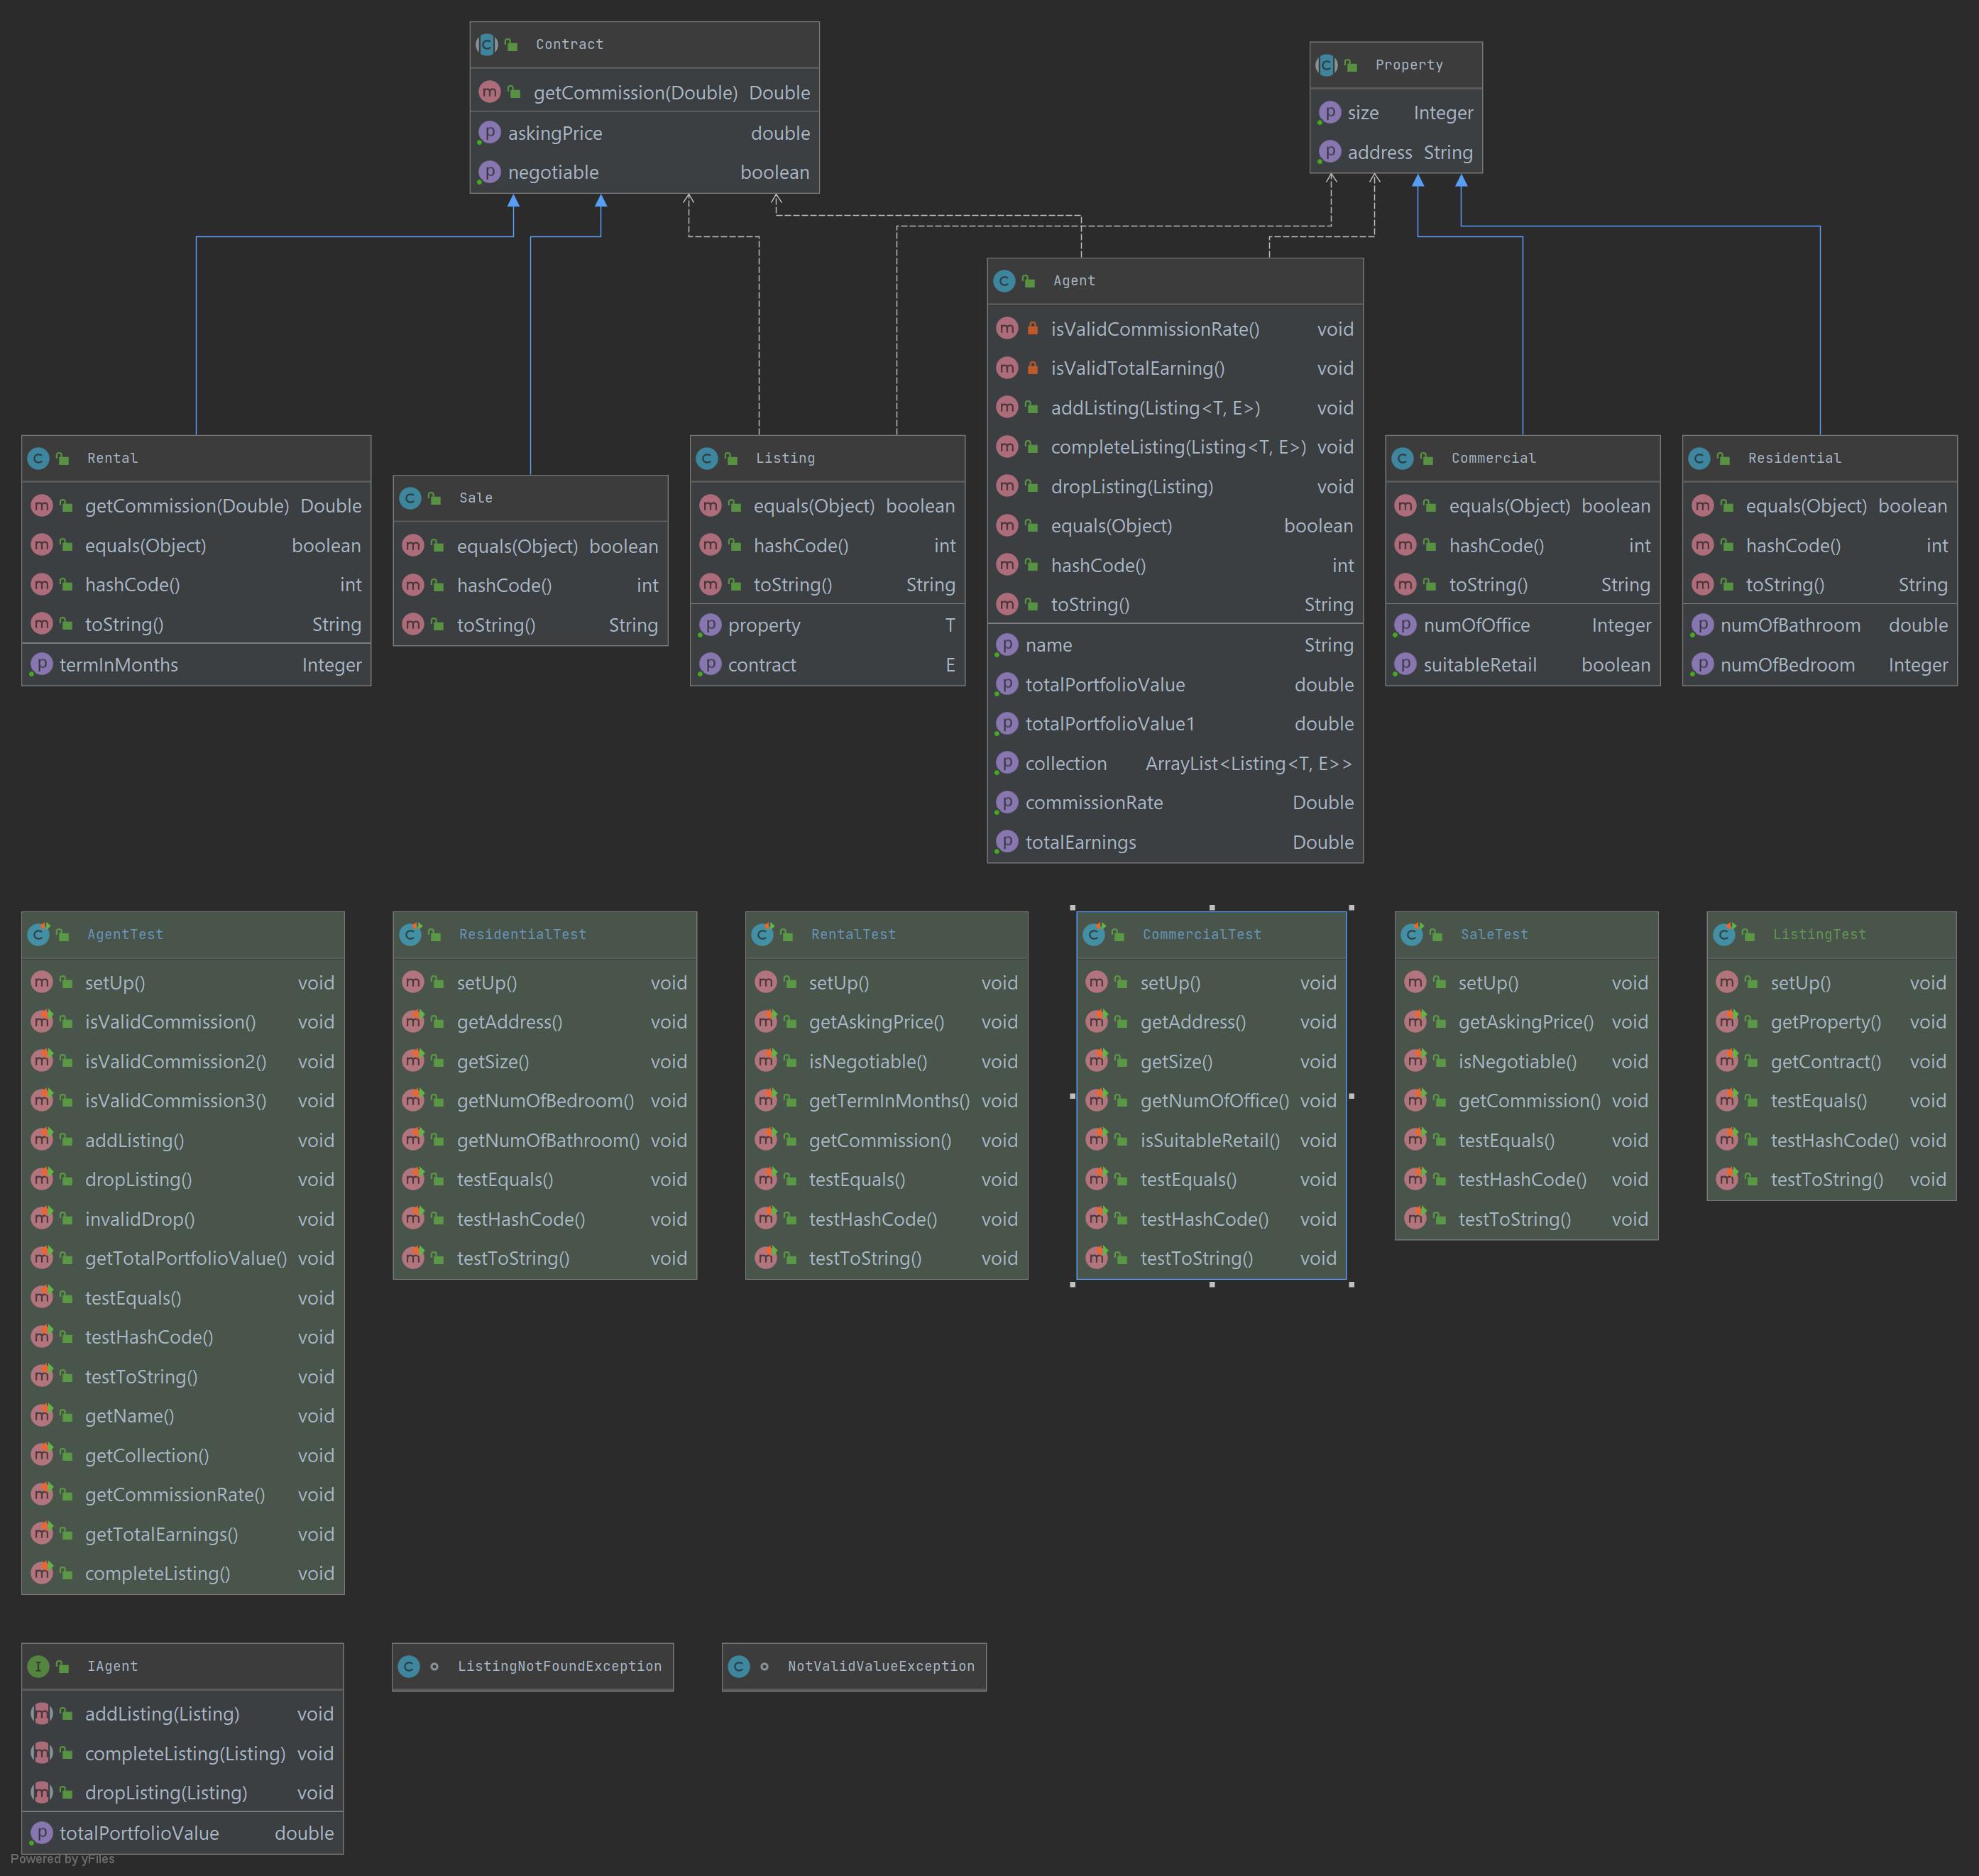 Contract
getCommission(Double) Double
askingPrice double
negotiable boolean
Property
size Integer
address String
Agent
isValidCommissionRate() void
isValidTotalEarning() void
addListing(Listing<T, E>) void
completeListing(Listing<T, E>) void
dropListing(Listing) void
equals(Object) boolean
hashCode() int
toString() String
name String
totalPortfolioValue double
totalPortfolioValue1 double
collection ArrayList<Listing<T, E>>
commissionRate Double
totalEarnings Double
Rental
getCommission(Double) Double
equals(Object) boolean
hashCode() int
toString() String
termInMonths Integer
Sale
equals(Object) boolean
hashCode() int
toString() String
Listing
equals(Object) boolean
hashCode() int
toString() String
property T
contract E
Commercial
equals(Object) boolean
hashCode() int
toString() String
numOfOffice Integer
suitableRetail boolean
Residential
equals(Object) boolean
hashCode() int
toString() String
numOfBathroom double
numOfBedroom Integer
AgentTest
setUp() void
isValidCommission() void
isValidCommission2() void
isValidCommission3() void
addListing() void
dropListing() void
invalidDrop() void
getTotalPortfolioValue() void
testEquals() void
testHashCode() void
testToString() void
getName() void
getCollection() void
getCommissionRate() void
getTotalEarnings() void
completeListing() void
ResidentialTest
setUp() void
getAddress() void
getSize() void
getNumOfBedroom() void
getNumOfBathroom() void
testEquals() void
testHashCode() void
testToString() void
RentalTest
setUp() void
getAskingPrice() void
isNegotiable() void
getTermInMonths() void
getCommission() void
testEquals() void
testHashCode() void
testToString() void
CommercialTest
setUp() void
getAddress() void
getSize() void
getNumOfOffice() void
isSuitableRetail() void
testEquals() void
testHashCode() void
testToString() void
SaleTest
setUp() void
getAskingPrice() void
isNegotiable() void
getCommission() void
testEquals() void
testHashCode() void
testToString() void
ListingTest
setUp() void
getProperty() void
getContract() void
testEquals() void
testHashCode() void
testToString() void
IAgent
addListing(Listing) void
completeListing(Listing) void
dropListing(Listing) void
totalPortfolioValue double
ListingNotFoundException
NotValidValueException
Powered by yFiles